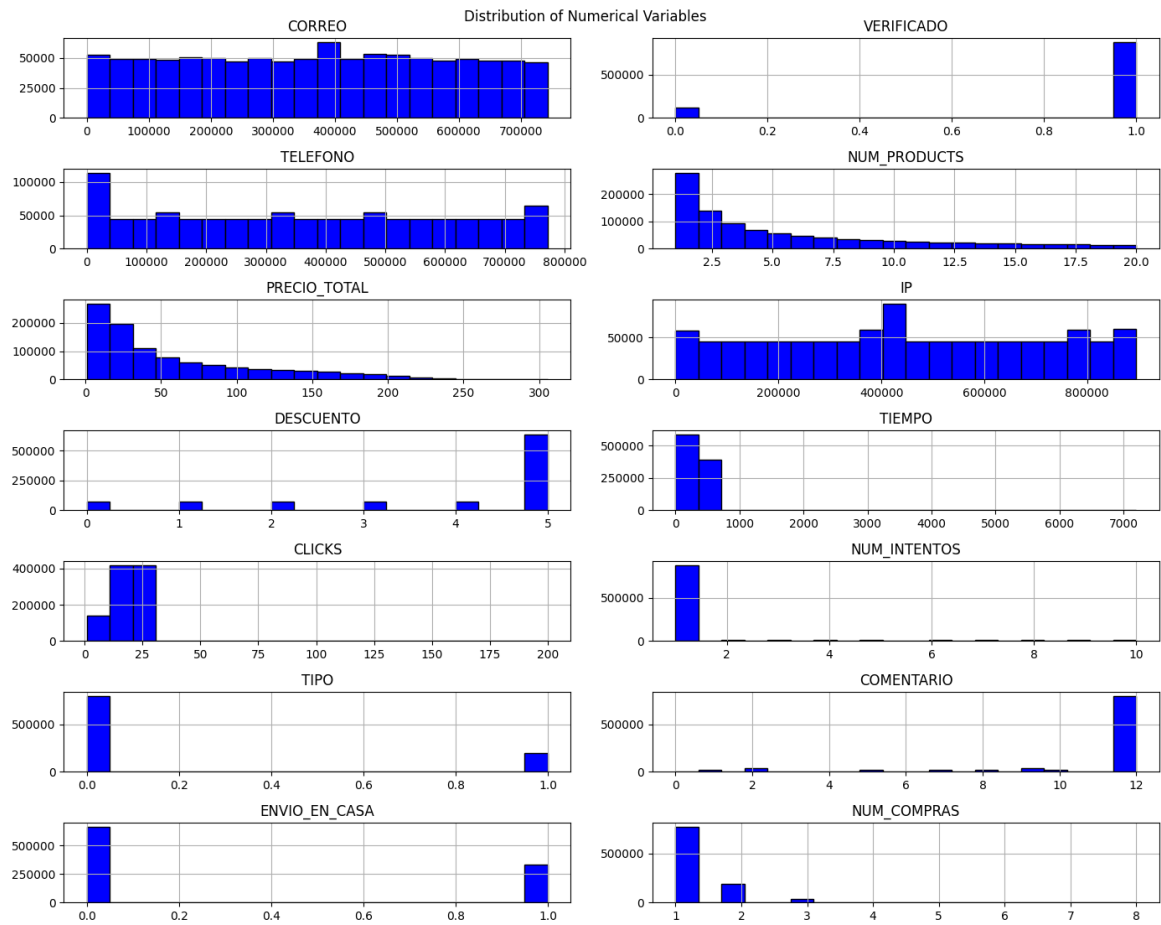 Distribution of Numerical Variables
CORREO
50000
25000
0
0 100000 200000 300000 400000 500000 600000 700000
VERIFICADO
500000
0
0.0 0.2 0.4 0.6 0.8 1.0
TELEFONO
100000
50000
0
0 100000 200000 300000 400000 500000 600000 700000 800000
NUM_PRODUCTS
200000
100000
0
2.5 5.0 7.5 10.0 12.5 15.0 17.5 20.0
PRECIO_TOTAL
200000
100000
0
0 50 100 150 200 250 300
IP
50000
0
0 200000 400000 600000 800000
DESCUENTO
500000
250000
0
0 1 2 3 4 5
TIEMPO
500000
250000
0
0 1000 2000 3000 4000 5000 6000 7000
CLICKS
400000
200000
0
0 25 50 75 100 125 150 175 200
NUM_INTENTOS
500000
0
2 4 6 8 10
TIPO
500000
0
0.0 0.2 0.4 0.6 0.8 1.0
COMENTARIO
500000
0
0 2 4 6 8 10 12
ENVIO_EN_CASA
500000
250000
0
0.0 0.2 0.4 0.6 0.8 1.0
NUM_COMPRAS
500000
0
1 2 3 4 5 6 7 8